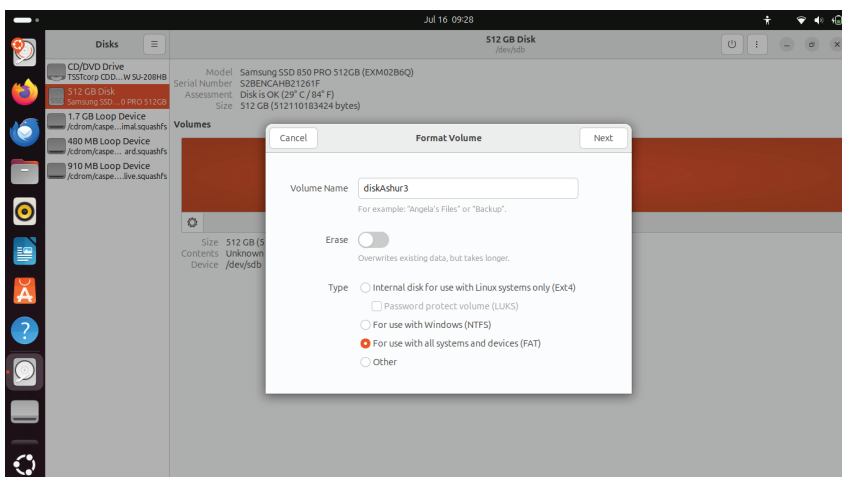 Jul 16 09:28
Disks
512 GB Disk
/dev/sdb
CD/DVD Drive
TSSTcorp CDD...W SU-208HB
512 GB Disk
Samsung SSD...0 PRO 512GB
1.7 GB Loop Device
/cdrom/caspe...imal.squashfs
480 MB Loop Device
/cdrom/caspe... ard.squashfs
910 MB Loop Device
/cdrom/caspe....live.squashfs
Model Samsung SSD 850 PRO 512GB (EXM02B6Q)
Serial Number S2BENCAHB21261F
Assessment Disk is OK (29° C / 84° F)
Size 512 GB (512110183424 bytes)
Volumes
Cancel
Format Volume
Next
Volume Name diskAshur3
For example: "Angela's Files" or "Backup".
Erase
Overwrites existing data, but takes longer.
Type Internal disk for use with Linux systems only (Ext4)
Password protect volume (LUKS)
For use with Windows (NTFS)
For use with all systems and devices (FAT)
Other
Size 512 GB (5
Contents Unknown
Device /dev/sdb